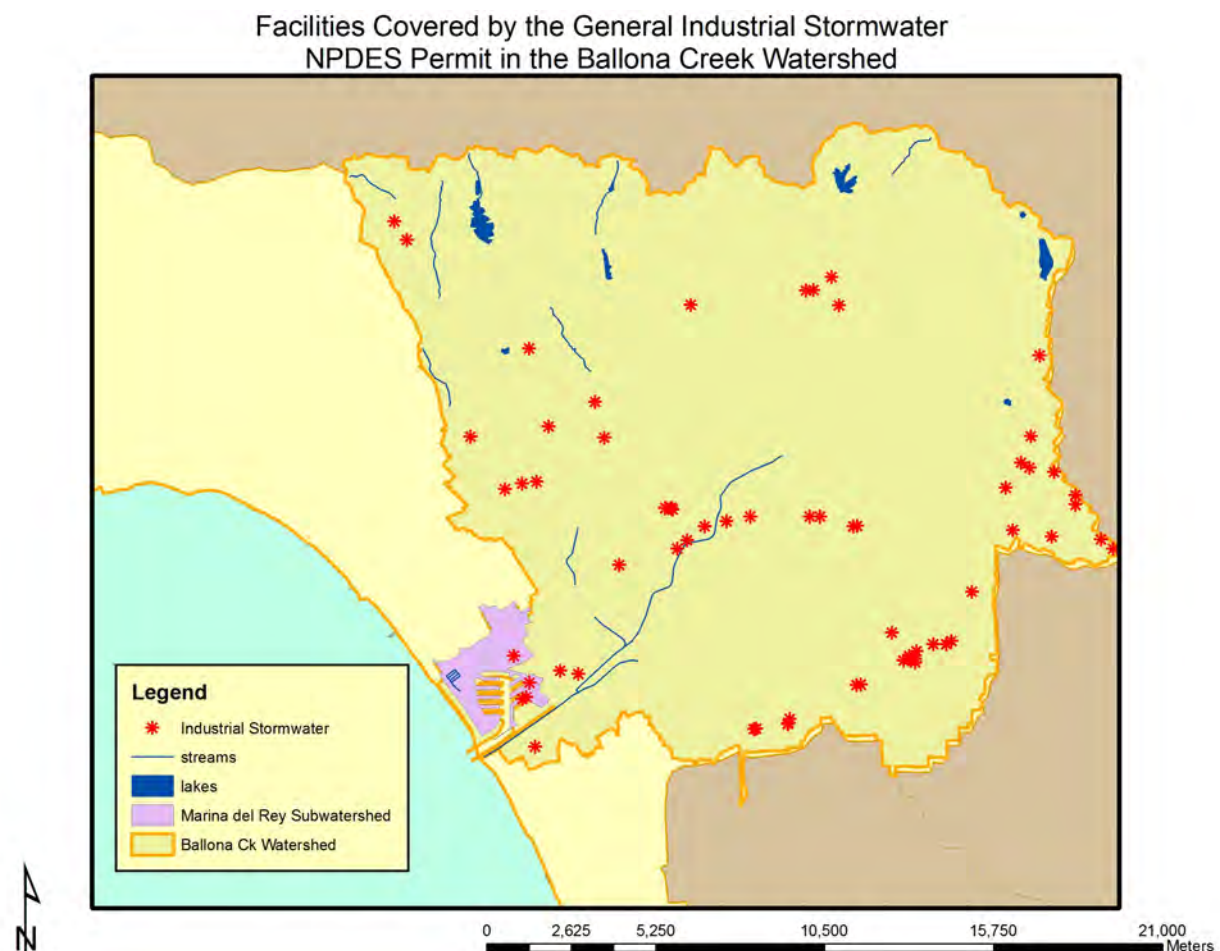 Facilities Covered by the General Industrial Stormwater
NPDES Permit in the Ballona Creek Watershed
Legend
Industrial Stormwater
streams
lakes
Marina del Rey Subwatershed
Ballona Ck Watershed
N
0 2,625 5,250 10,500 15,750 21,000
Meters